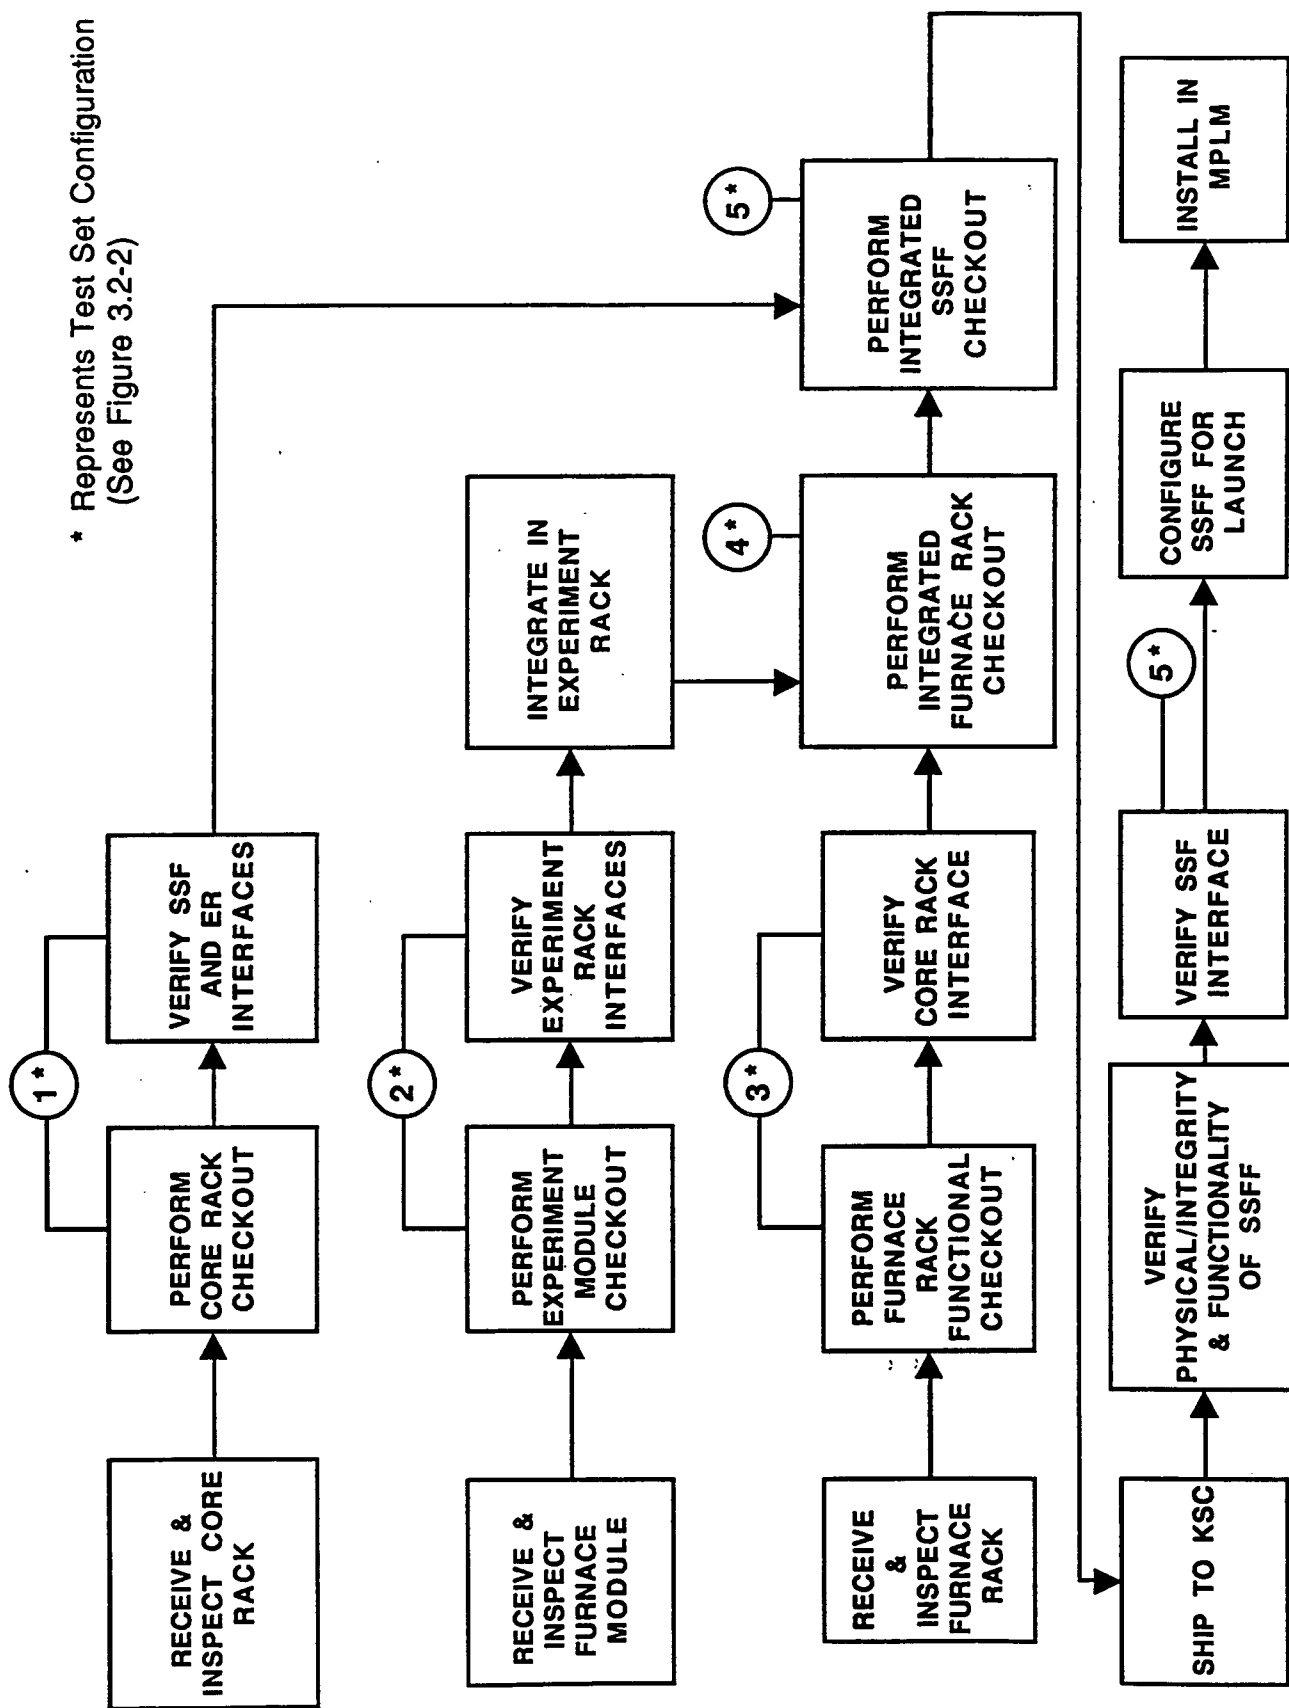 * Represents Test Set Configuration
(See Figure 3.2-2)
1*
RECEIVE &
INSPECT CORE
RACK
PERFORM
CORE RACK
CHECKOUT
VERIFY SSF
AND ER
INTERFACES
2*
RECEIVE &
INSPECT
FURNACE
MODULE
PERFORM
EXPERIMENT
MODULE
CHECKOUT
VERIFY
EXPERIMENT
RACK
INTERFACES
INTEGRATE IN
EXPERIMENT
RACK
3*
RECEIVE
&
INSPECT
FURNACE
RACK
PERFORM
FURNACE
RACK
FUNCTIONAL
CHECKOUT
VERIFY
CORE RACK
INTERFACE
4*
PERFORM
INTEGRATED
FURNACE RACK
CHECKOUT
5*
PERFORM
INTEGRATED
SSFF
CHECKOUT
SHIP TO KSC
VERIFY
PHYSICAL/INTEGRITY
& FUNCTIONALITY
OF SSFF
VERIFY SSF
INTERFACE
5*
CONFIGURE
SSFF FOR
LAUNCH
INSTALL IN
MPLM